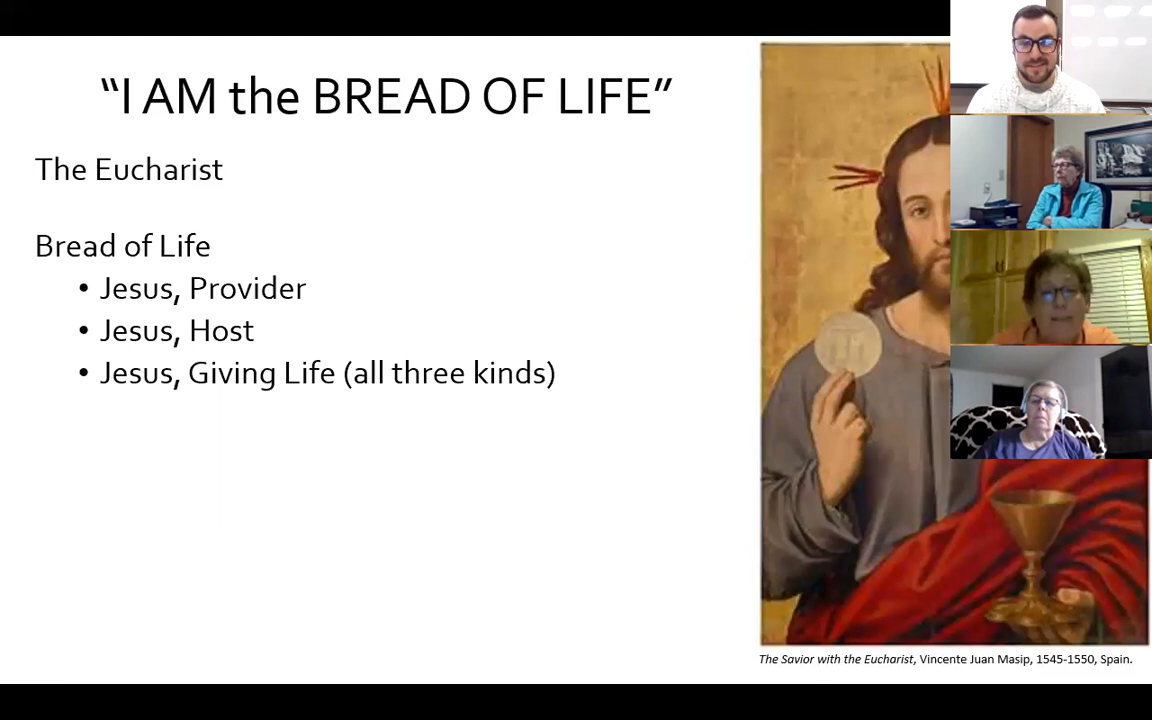 “I AM the BREAD OF LIFE”
The Eucharist
Bread of Life
• Jesus, Provider
• Jesus, Host
• Jesus, Giving Life (all three kinds)
The Savior with the Eucharist, Vincente Juan Masip, 1545-1550, Spain.